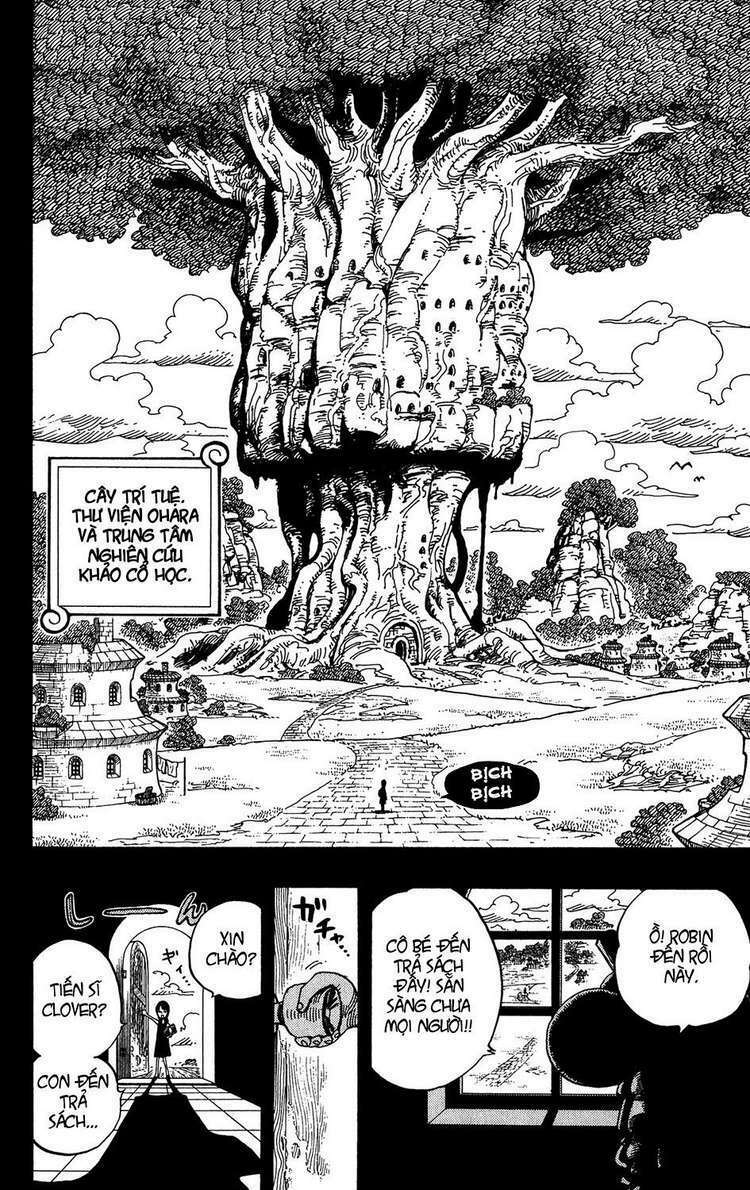 CÂY TRÍ TUỆ.
THƯ VIỆN OHARA
VÀ TRUNG TÂM
NGHIÊN CỨU
KHẢO CỔ HỌC.
BỊCH
BỊCH
Ồ! ROBIN
ĐẾN RỒI
NÀY.
CÔ BÉ ĐẾN
TRẢ SÁCH
ĐẤY! SẴN
SÀNG CHƯA
MỌI NGƯỜI!!
ガチャ…
XIN
CHÀO?
TIẾN SĨ
CLOVER?
CON ĐẾN
TRẢ
SÁCH...